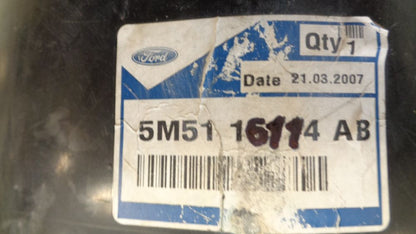 Ford
Qty 1
Date 21.03.2007
5M51 16114 AB